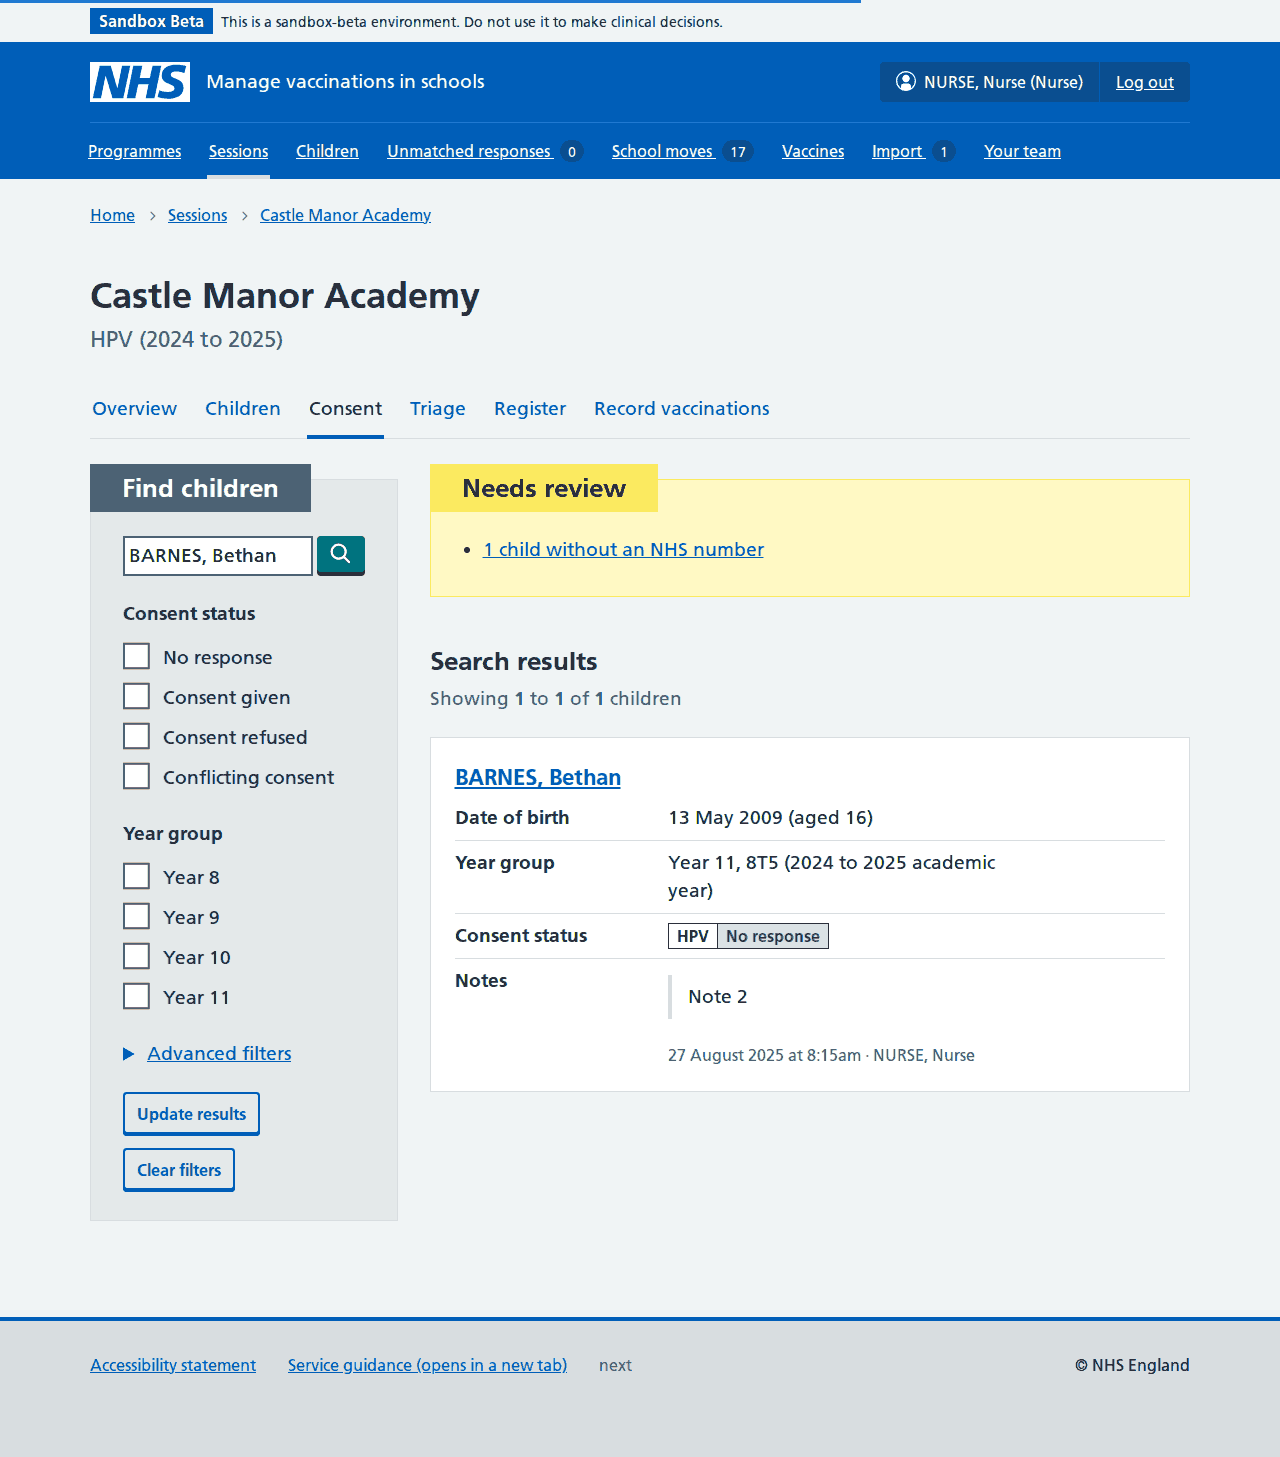 Sandbox Beta This is a sandbox-beta environment. Do not use it to make clinical decisions.
NHS Manage vaccinations in schools NURSE, Nurse (Nurse) Log out
Programmes Sessions Children Unmatched responses 0 School moves 17 Vaccines Import 1 Your team
Home Sessions Castle Manor Academy
Castle Manor Academy
HPV (2024 to 2025)
Overview Children Consent Triage Register Record vaccinations
Find children
BARNES, Bethan
Consent status
No response
Consent given
Consent refused
Conflicting consent
Year group
Year 8
Year 9
Year 10
Year 11
Advanced filters
Update results
Clear filters
Needs review
1 child without an NHS number
Search results
Showing 1 to 1 of 1 children
BARNES, Bethan
Date of birth 13 May 2009 (aged 16)
Year group Year 11, 8T5 (2024 to 2025 academic
year)
Consent status HPV No response
Notes Note 2
27 August 2025 at 8:15am · NURSE, Nurse
Accessibility statement Service guidance (opens in a new tab) next © NHS England